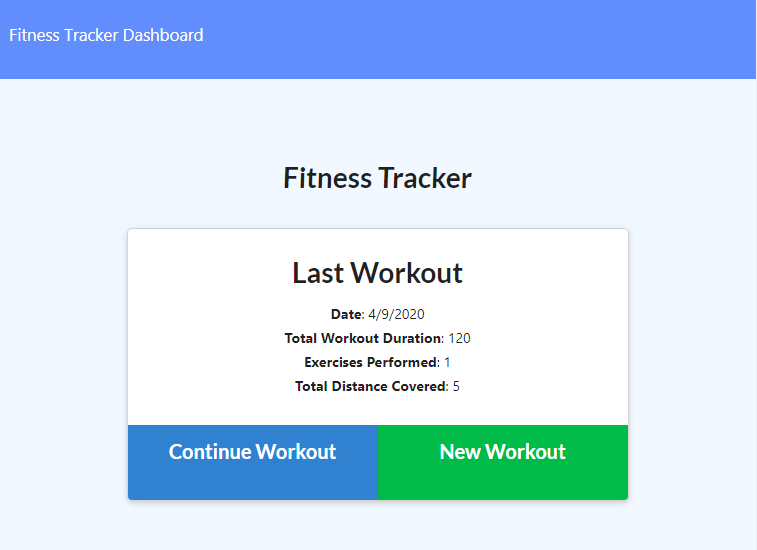 Fitness Tracker Dashboard
Fitness Tracker
Last Workout
Date: 4/9/2020
Total Workout Duration: 120
Exercises Performed: 1
Total Distance Covered: 5
Continue Workout
New Workout